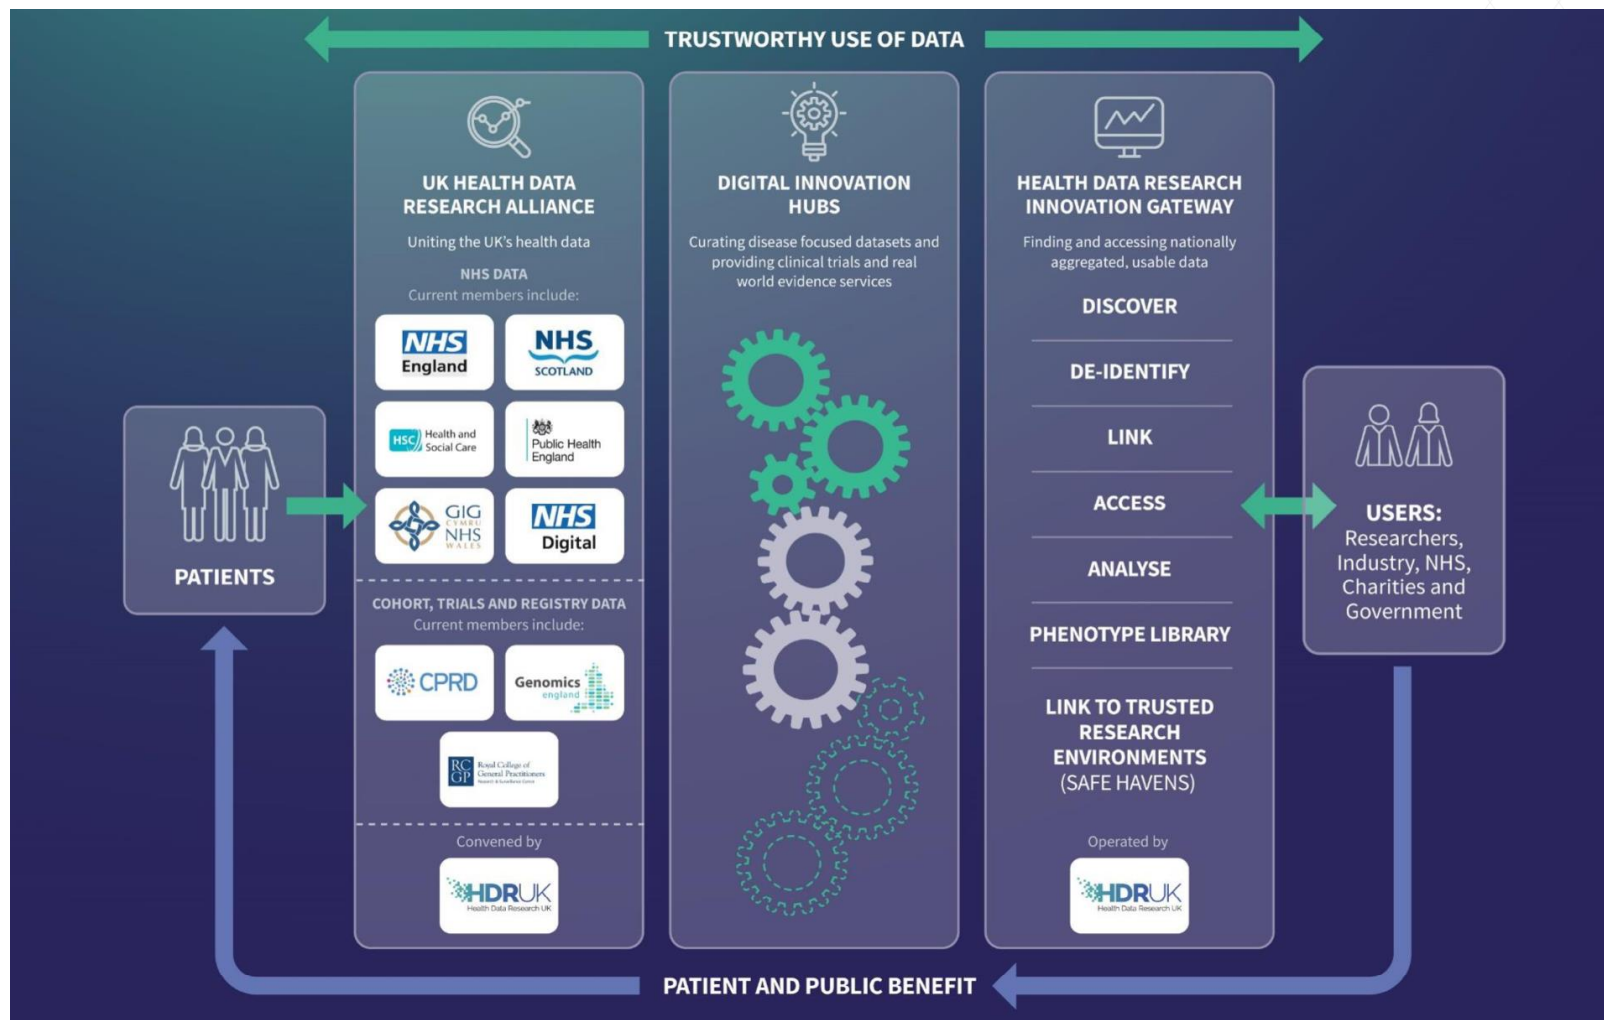 TRUSTWORTHY USE OF DATA
UK HEALTH DATA
RESEARCH ALLIANCE
Uniting the UK's health data
NHS DATA
Current members include:
NHS
England
NHS
SCOTLAND
HSC
Health and
Social Care
Public Health
England
GIG
CYMRU
NHS
WALES
NHS
Digital
COHORT, TRIALS AND REGISTRY DATA
Current members include:
CPRD
Genomics
england
RC
GP
Royal College of
General Practitioners
Research & Surveillance Centre
Convened by
HDRUK
Health Data Research UK
DIGITAL INNOVATION
HUBS
Curating disease focused datasets and
providing clinical trials and real
world evidence services
HEALTH DATA RESEARCH
INNOVATION GATEWAY
Finding and accessing nationally
aggregated, usable data
DISCOVER
DE-IDENTIFY
LINK
ACCESS
ANALYSE
PHENOTYPE LIBRARY
LINK TO TRUSTED
RESEARCH
ENVIRONMENTS
(SAFE HAVENS)
Operated by
HDRUK
Health Data Research UK
PATIENTS
USERS:
Researchers,
Industry, NHS,
Charities and
Government
PATIENT AND PUBLIC BENEFIT